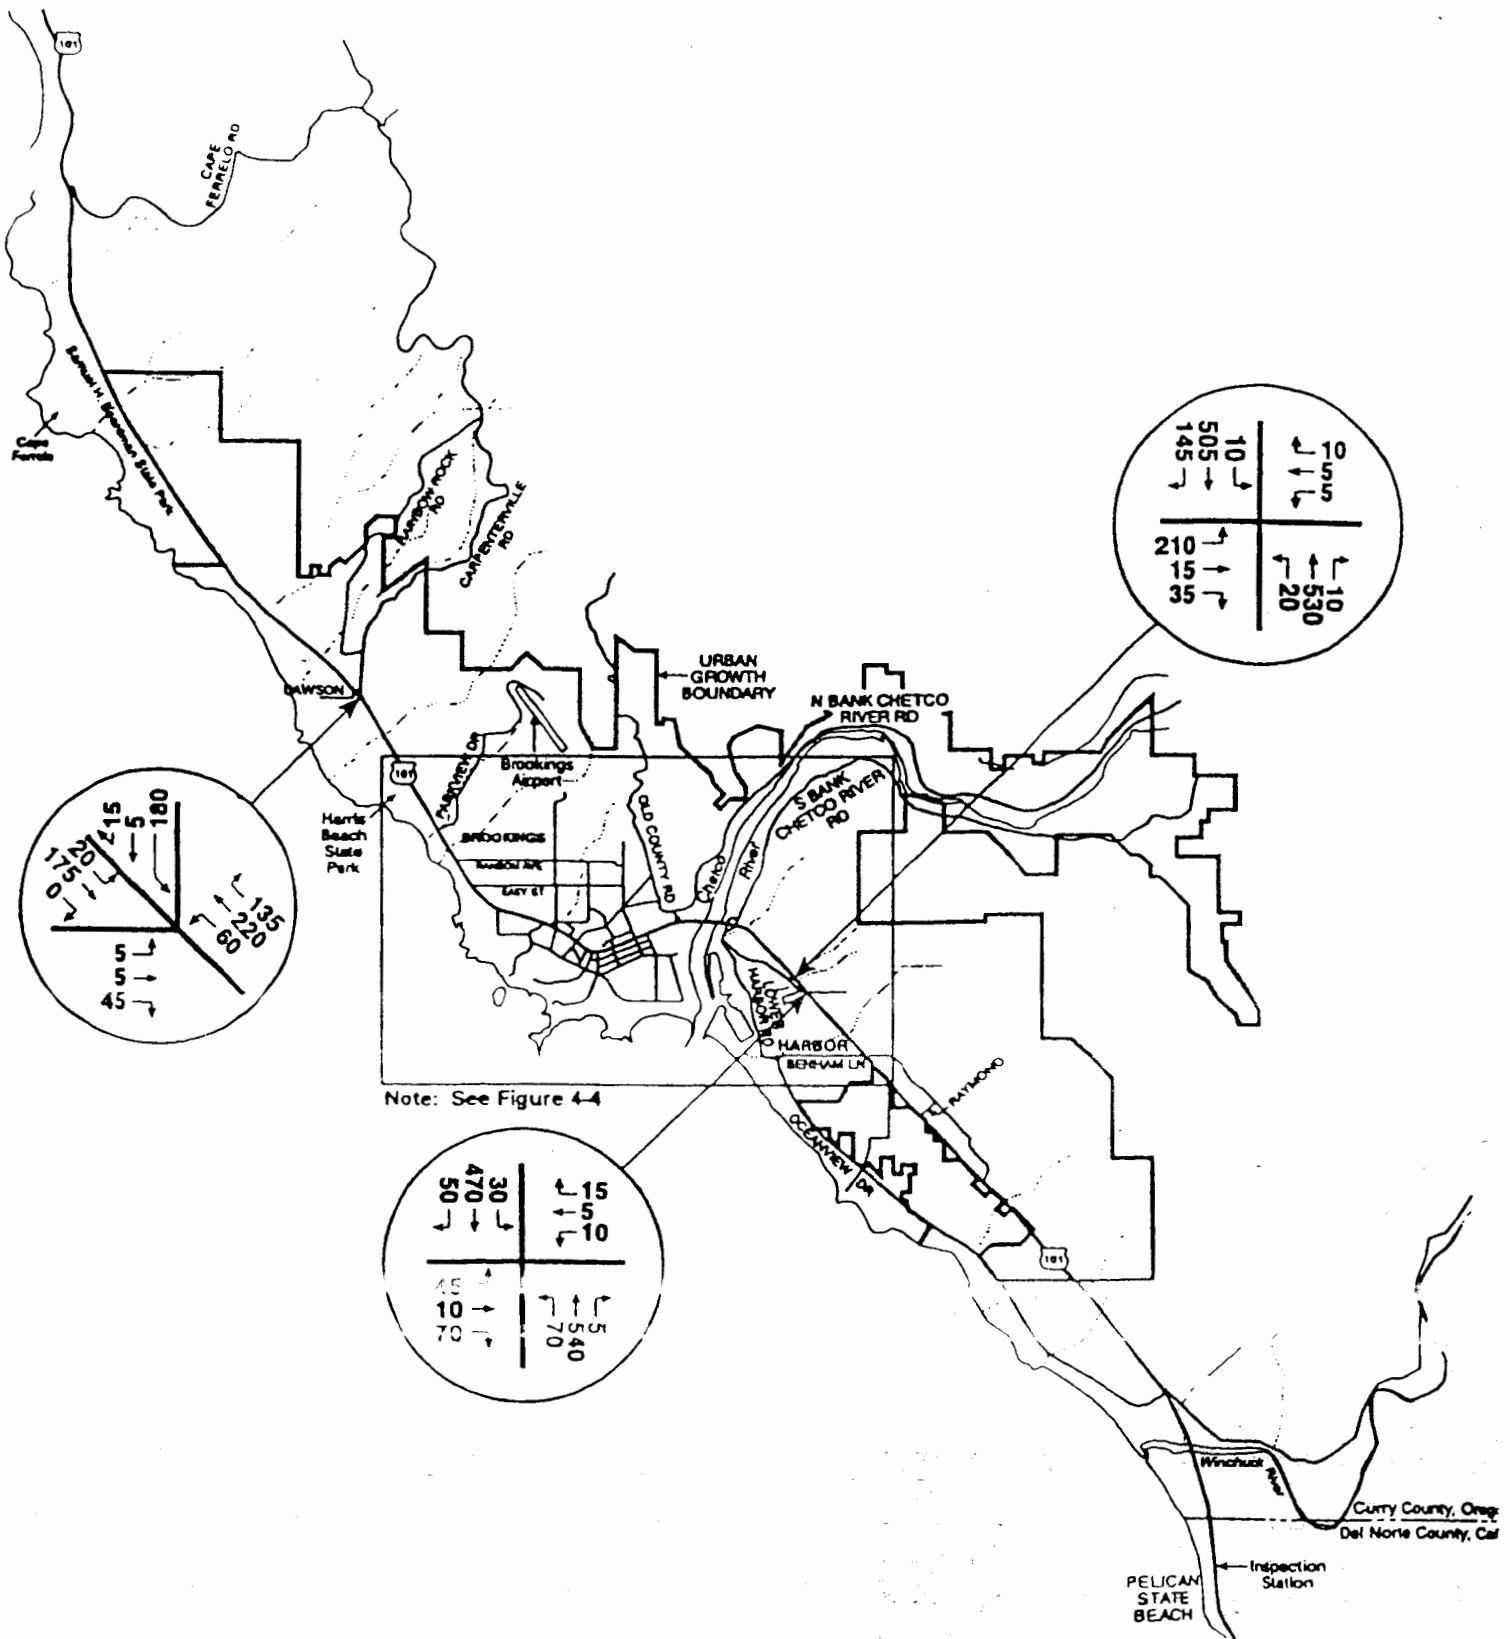 101
CAPE
FERRELO RD
Samuel H. Boardman State Park
Cape
Ferrelo
RAINBOW ROCK
RD
CARPENTERVILLE
RD
145
505
10
10
5
5
210
15
35
20
530
10
URBAN
GROWTH
BOUNDARY
N BANK CHETCO
RIVER RD
DAWSON
101
PARKVIEW DR
Brookings
Airport
S BANK
CHETCO RIVER
RD
OLD COUNTY RD
Harris
Beach
State
Park
BROOKINGS
RANSOM AVE
EASY ST
Chetco
River
15
5
180
20
175
0
135
220
60
5
5
45
LOWER
HARBOR RD
HARBOR
BENHAM LN
RAYMOND
Note: See Figure 4-4
OCEANVIEW
DR
50
470
30
15
5
10
45
10
70
70
540
5
101
Winchuck
River
Curry County, Oreg
Del Norte County, Cal
Inspection
Station
PELICAN
STATE
BEACH